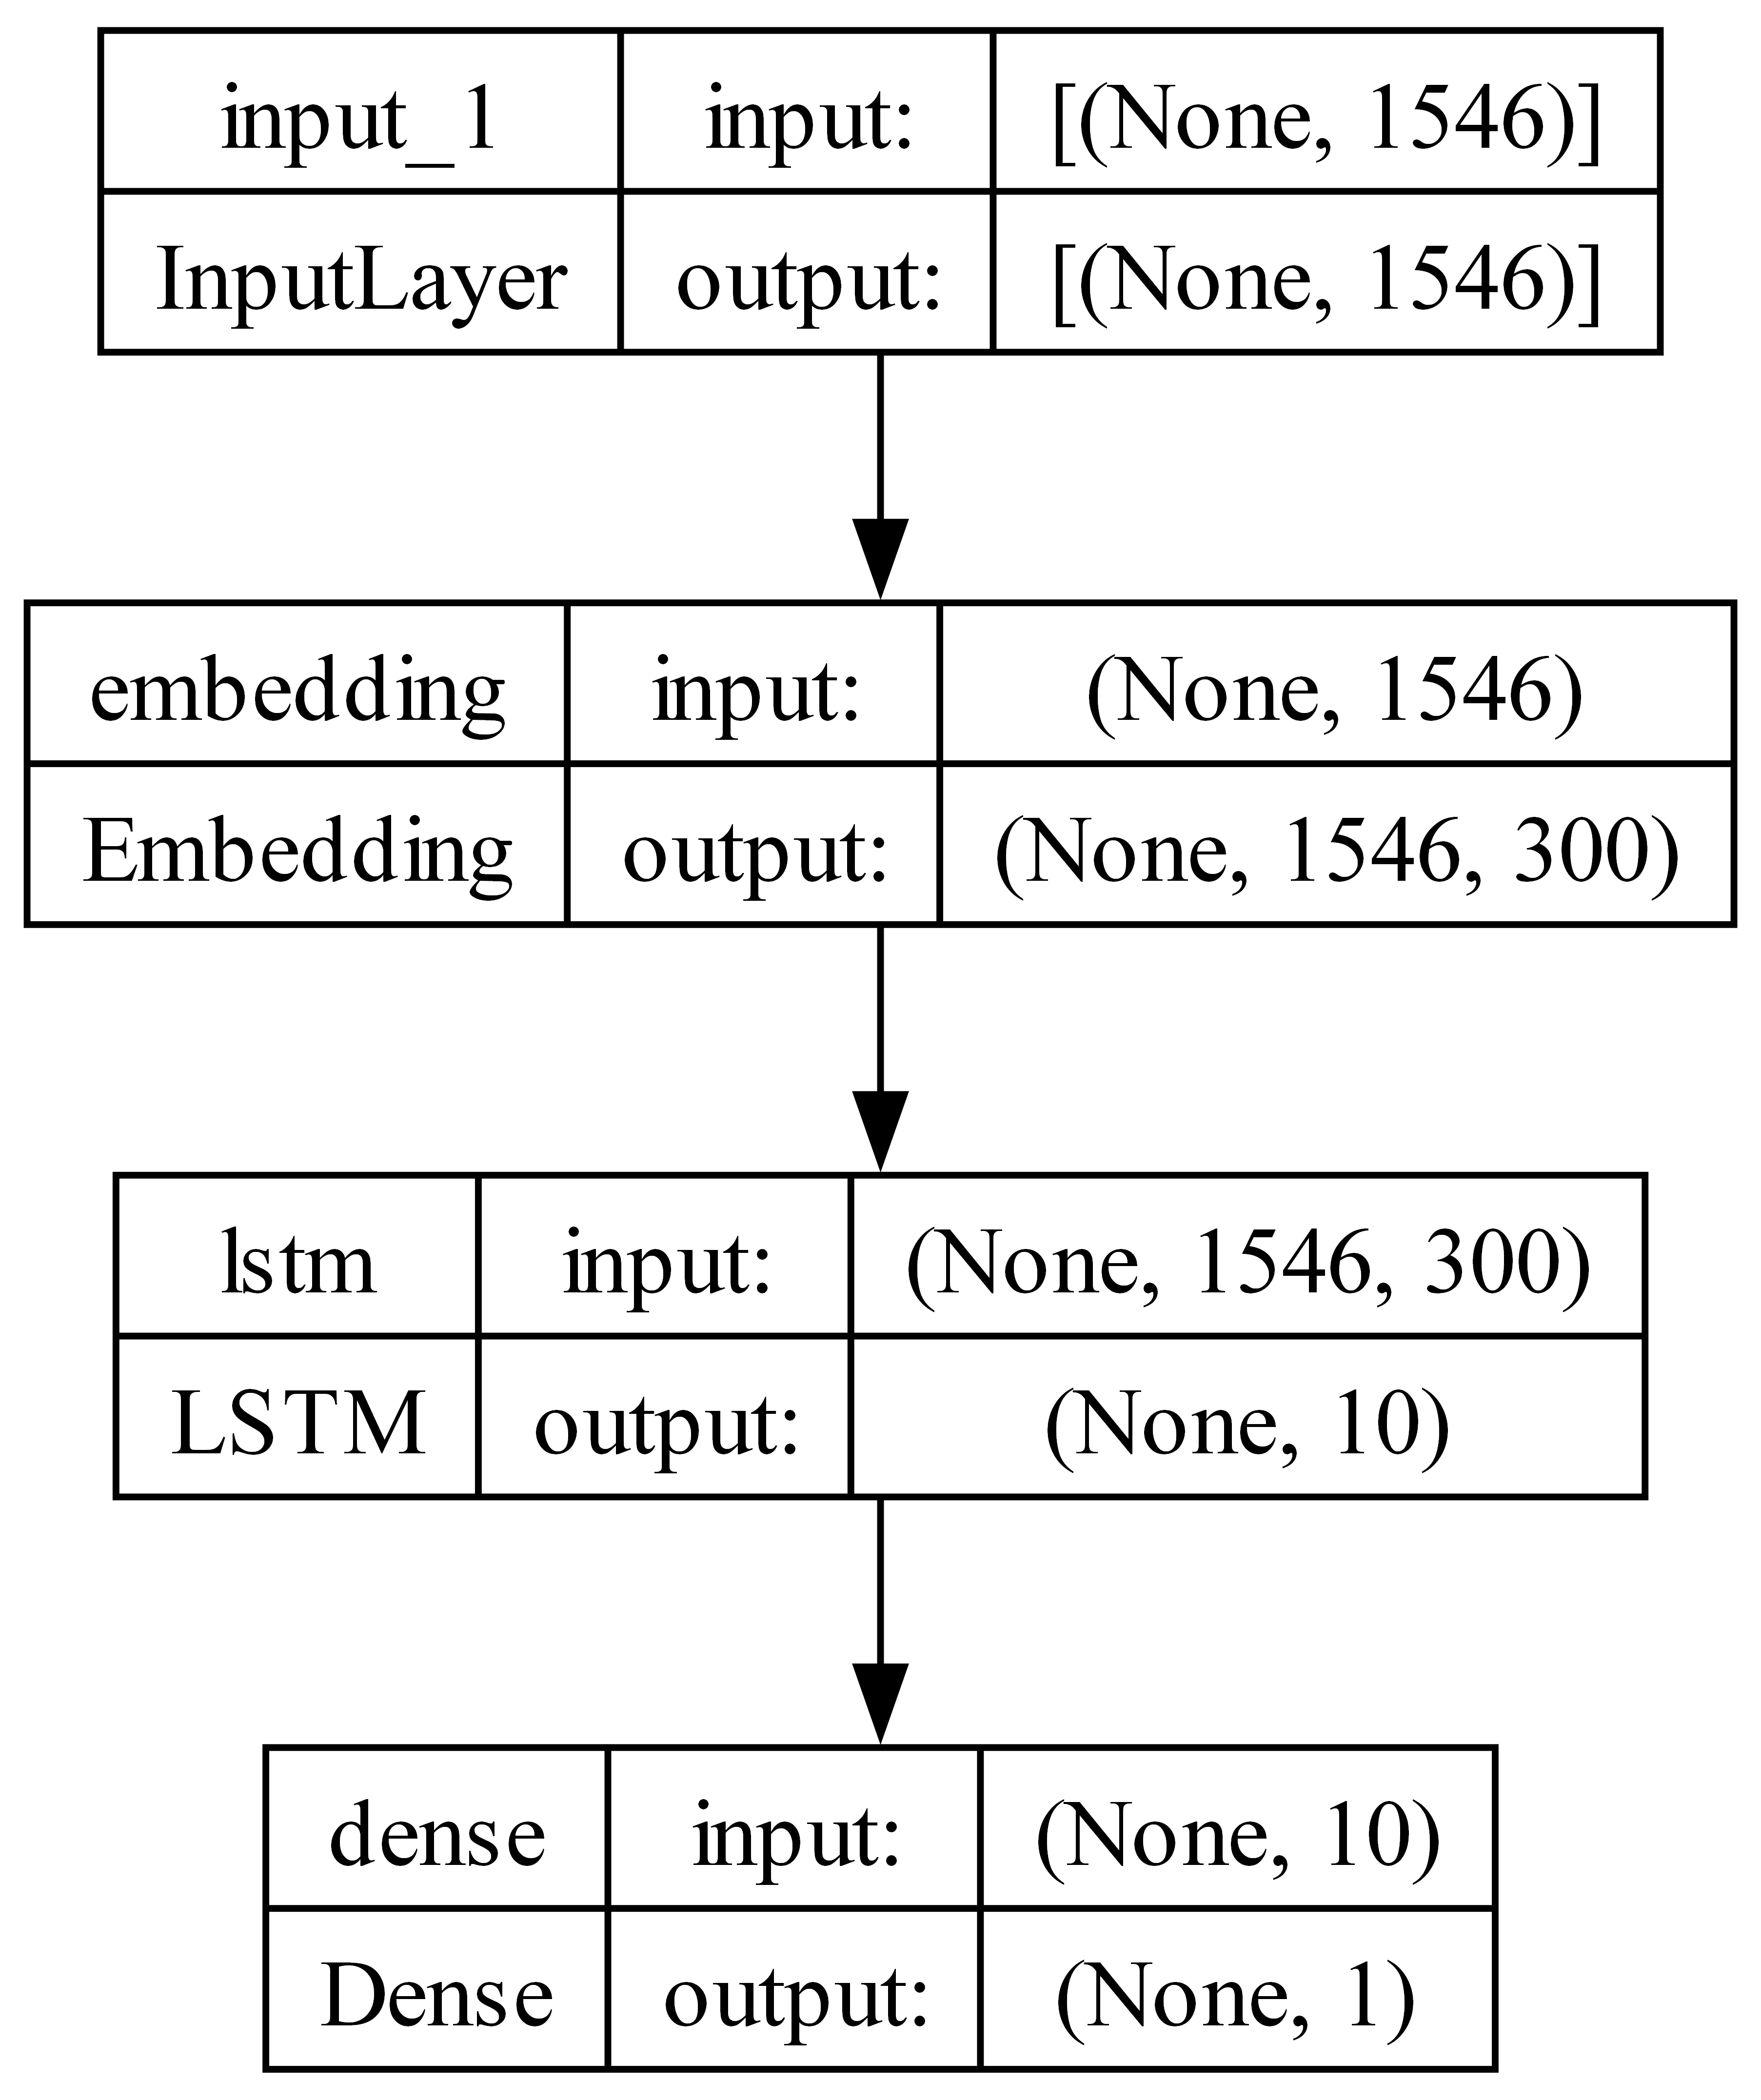 input_1 input: [(None, 1546)]
InputLayer output: [(None, 1546)]
embedding input: (None, 1546)
Embedding output: (None, 1546, 300)
lstm input: (None, 1546, 300)
LSTM output: (None, 10)
dense input: (None, 10)
Dense output: (None, 1)